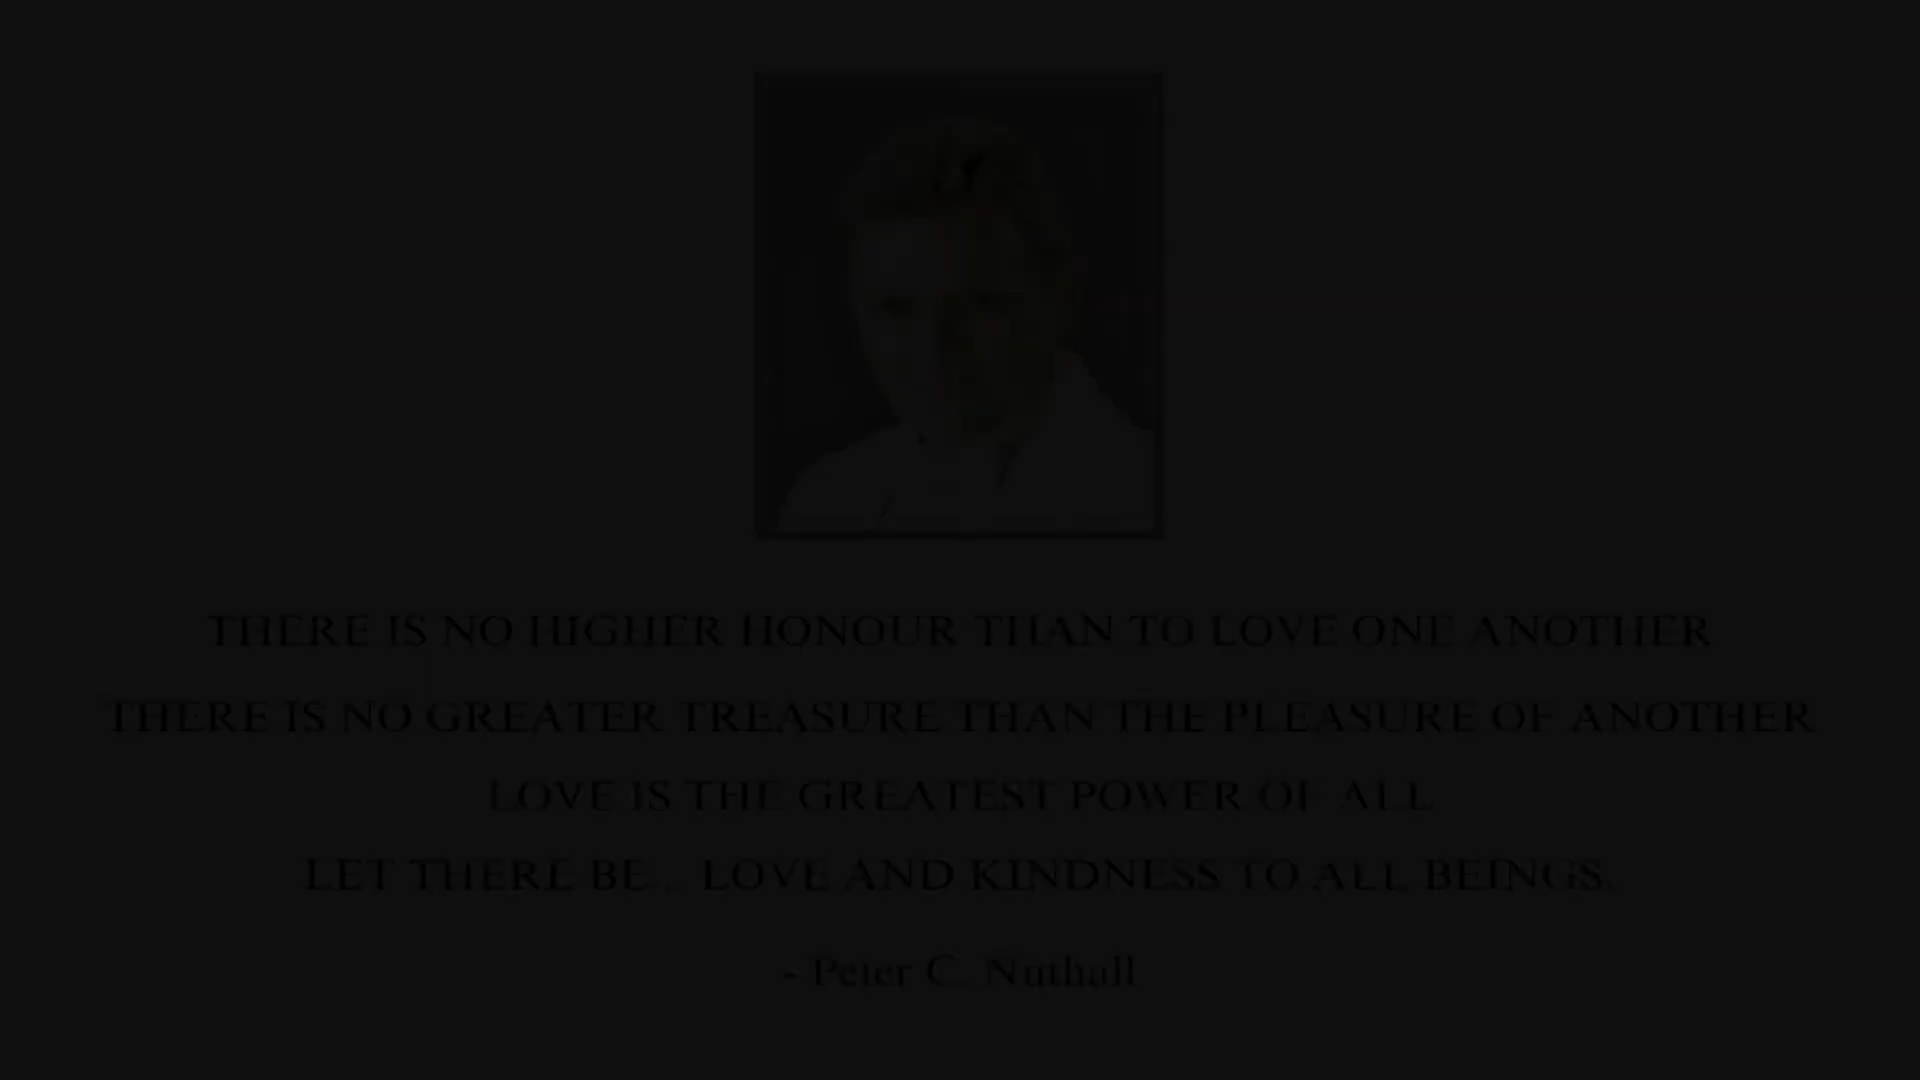 THERE IS NO HIGHER HONOUR THAN TO LOVE ONE ANOTHER
THERE IS NO GREATER TREASURE THAN THE PLEASURE OF ANOTHER
LOVE IS THE GREATEST POWER OF ALL
LET THERE BE... LOVE AND KINDNESS TO ALL BEINGS.
- Peter C. Nuthall